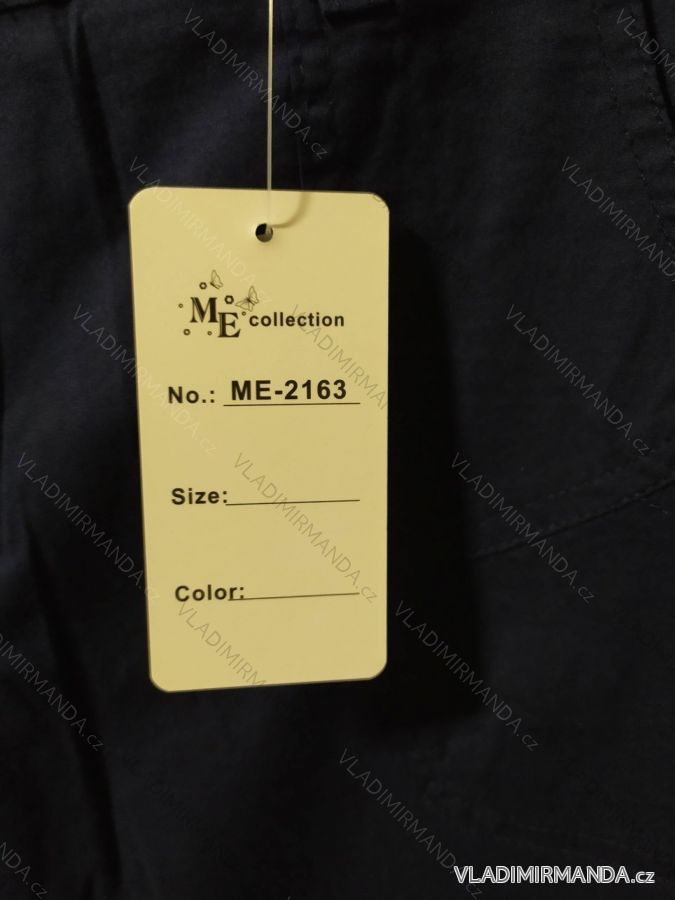 ME collection
No.: ME-2163
Size:
Color:
VLADIMIRMANDA.cz